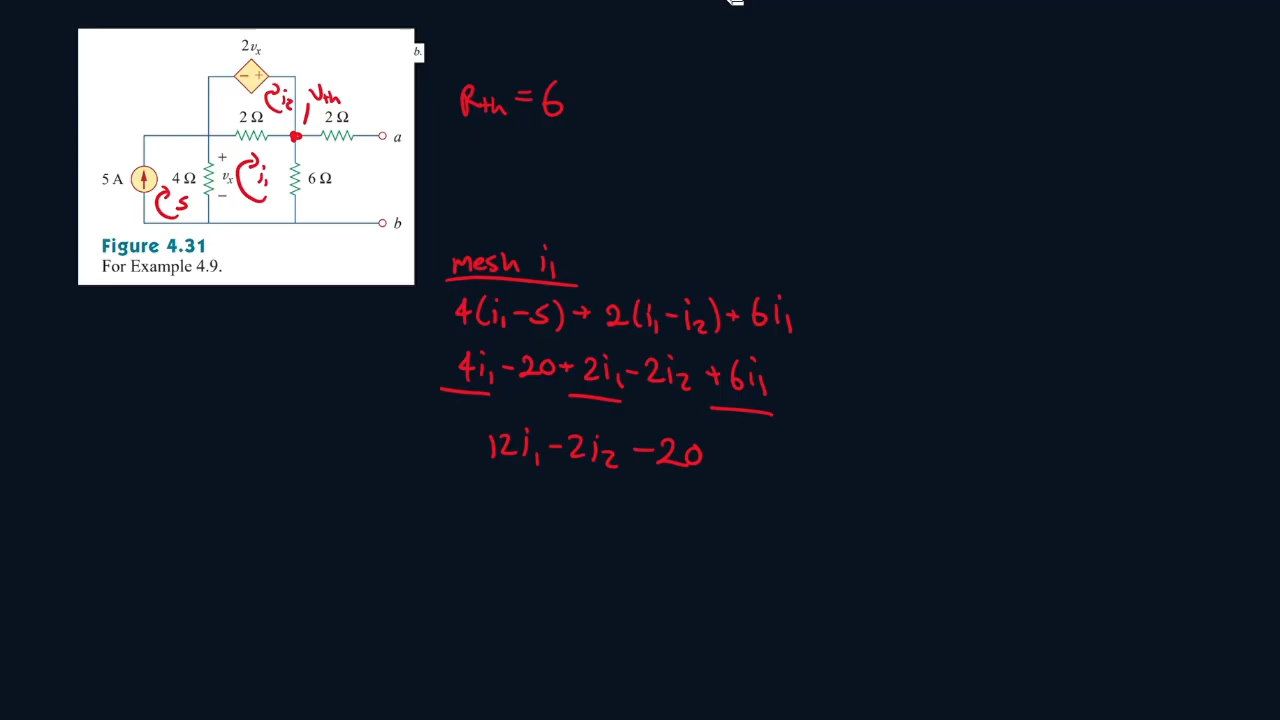 2vₓ
b.
− +
i₂
Vth
2 Ω
2 Ω
a
Rth = 6
5 A
4 Ω
+
vₓ
−
i₁
6 Ω
5
b
Figure 4.31
For Example 4.9.
mesh i₁
4(i₁ - 5) + 2(i₁ - i₂) + 6i₁
4i₁ - 20 + 2i₁ - 2i₂ + 6i₁
12i₁ - 2i₂ - 20